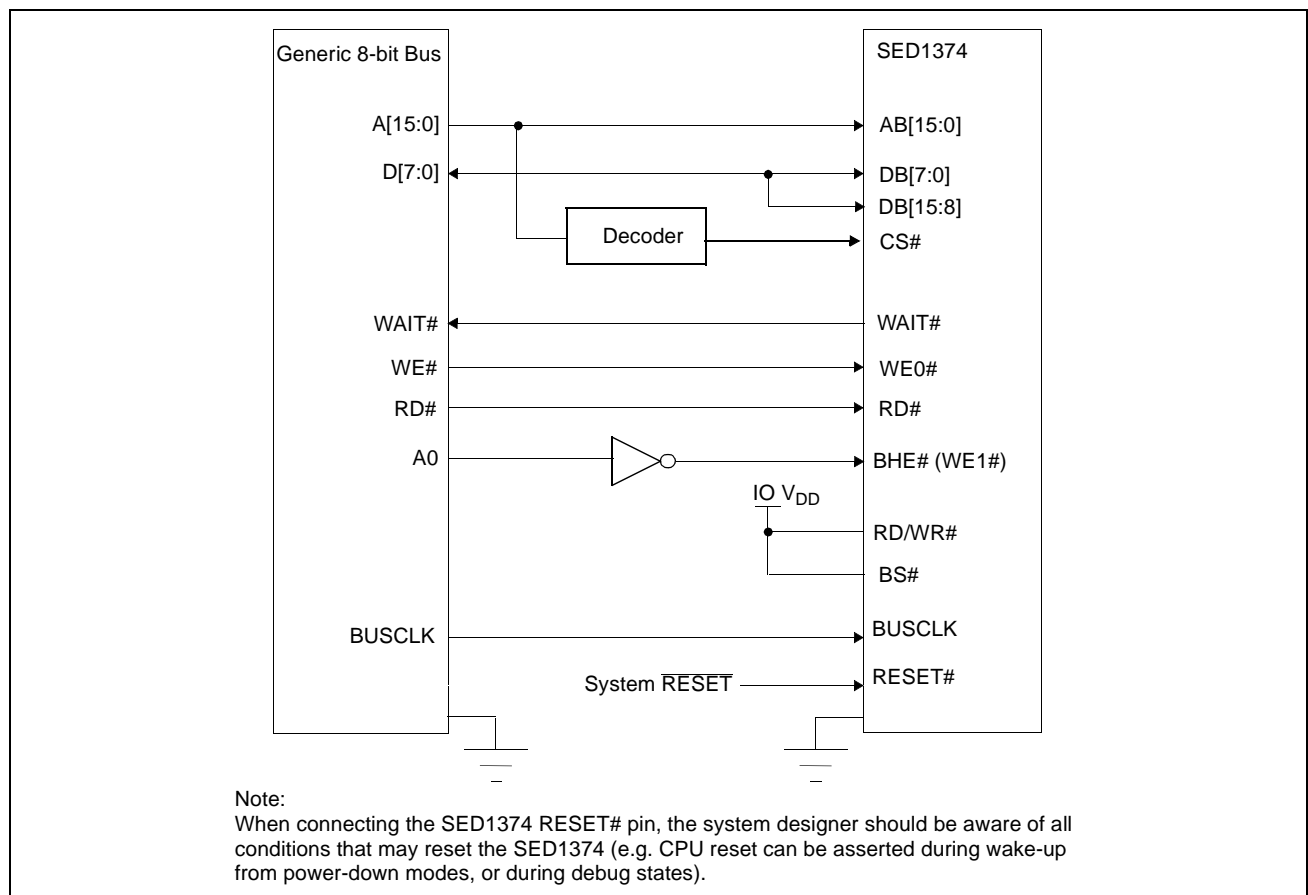 Generic 8-bit Bus
SED1374
A[15:0]
AB[15:0]
D[7:0]
DB[7:0]
DB[15:8]
Decoder
CS#
WAIT#
WAIT#
WE#
WE0#
RD#
RD#
A0
BHE# (WE1#)
IO VDD
RD/WR#
BS#
BUSCLK
BUSCLK
System RESET
RESET#
Note:
When connecting the SED1374 RESET# pin, the system designer should be aware of all
conditions that may reset the SED1374 (e.g. CPU reset can be asserted during wake-up
from power-down modes, or during debug states).